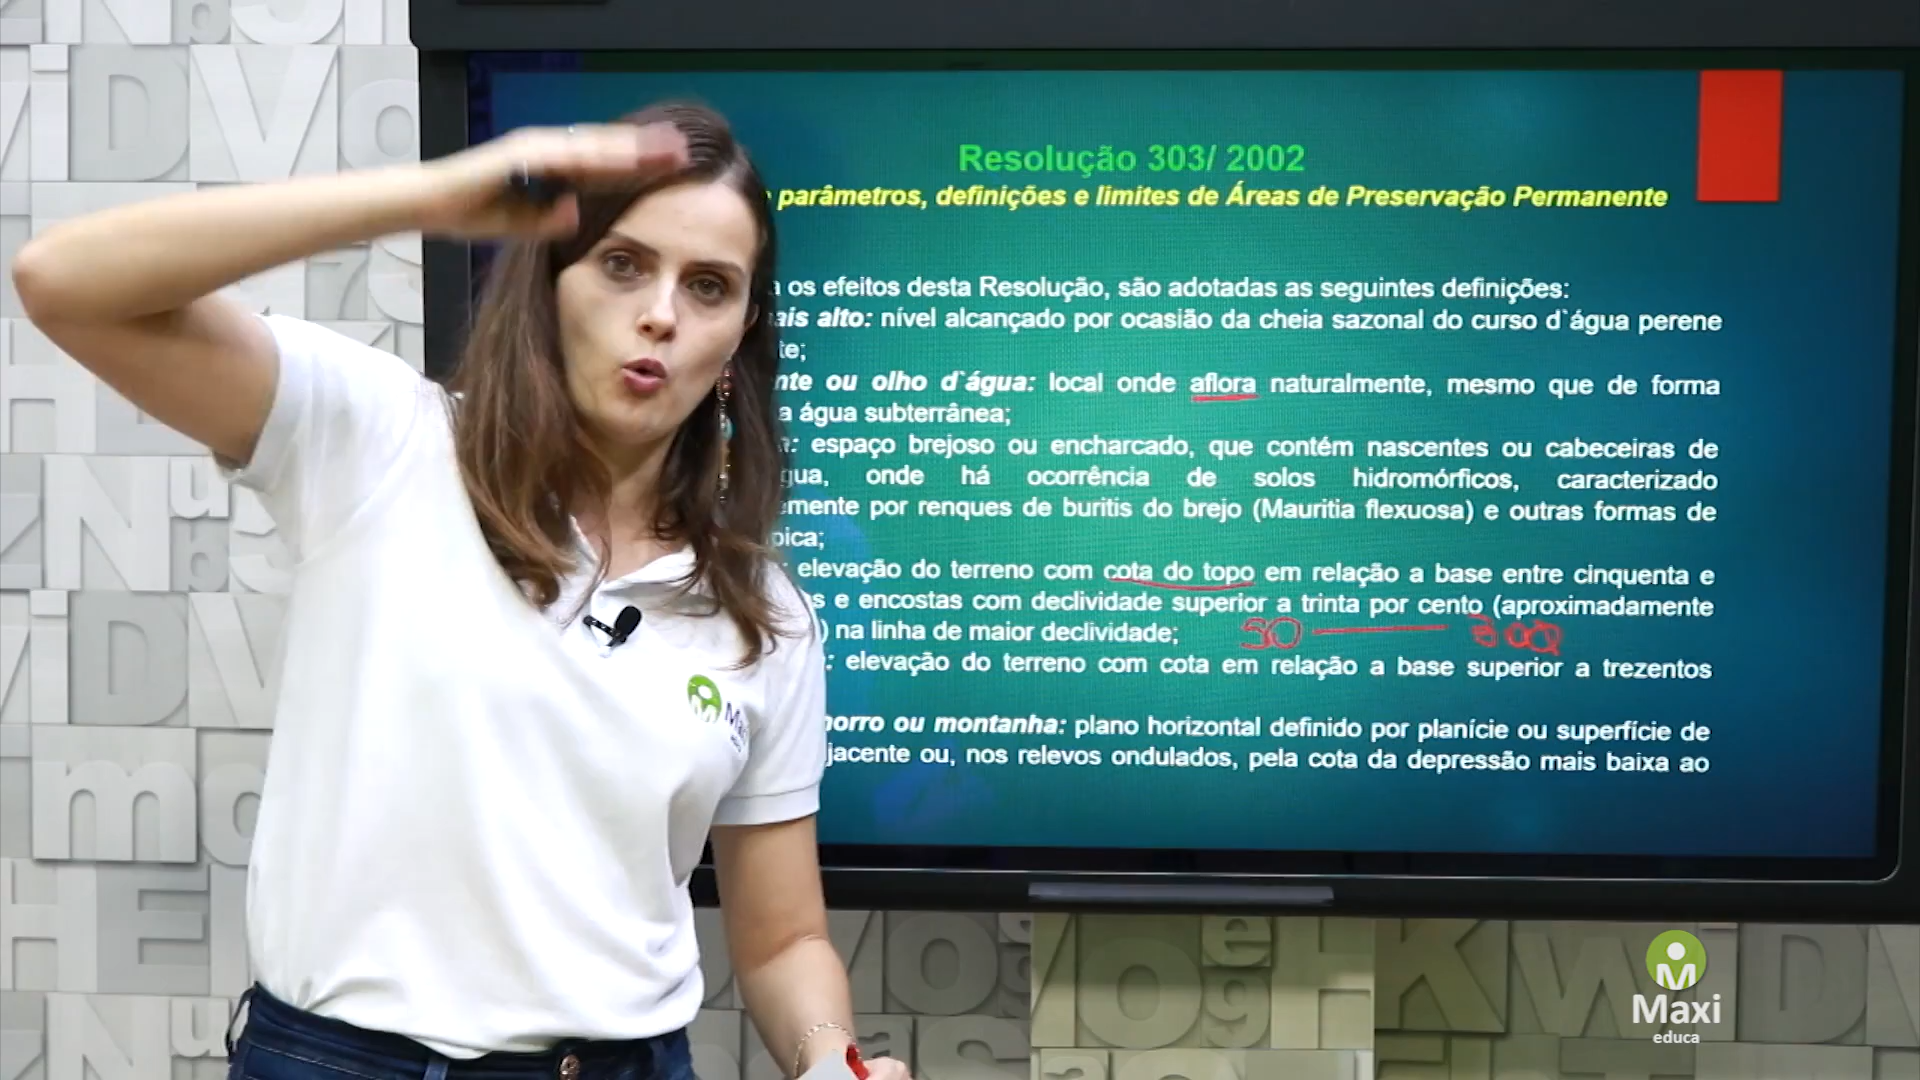 Resolução 303/ 2002
parâmetros, definições e limites de Áreas de Preservação Permanente
a os efeitos desta Resolução, são adotadas as seguintes definições:
ais alto: nível alcançado por ocasião da cheia sazonal do curso d`água perene
te;
nte ou olho d`água: local onde aflora naturalmente, mesmo que de forma
a água subterrânea;
a: espaço brejoso ou encharcado, que contém nascentes ou cabeceiras de
gua, onde há ocorrência de solos hidromórficos, caracterizado
emente por renques de buritis do brejo (Mauritia flexuosa) e outras formas de
pica;
: elevação do terreno com cota do topo em relação a base entre cinquenta e
s e encostas com declividade superior a trinta por cento (aproximadamente
) na linha de maior declividade;
50 300
: elevação do terreno com cota em relação a base superior a trezentos
morro ou montanha: plano horizontal definido por planície ou superfície de
jacente ou, nos relevos ondulados, pela cota da depressão mais baixa ao
M
Maxi
educa